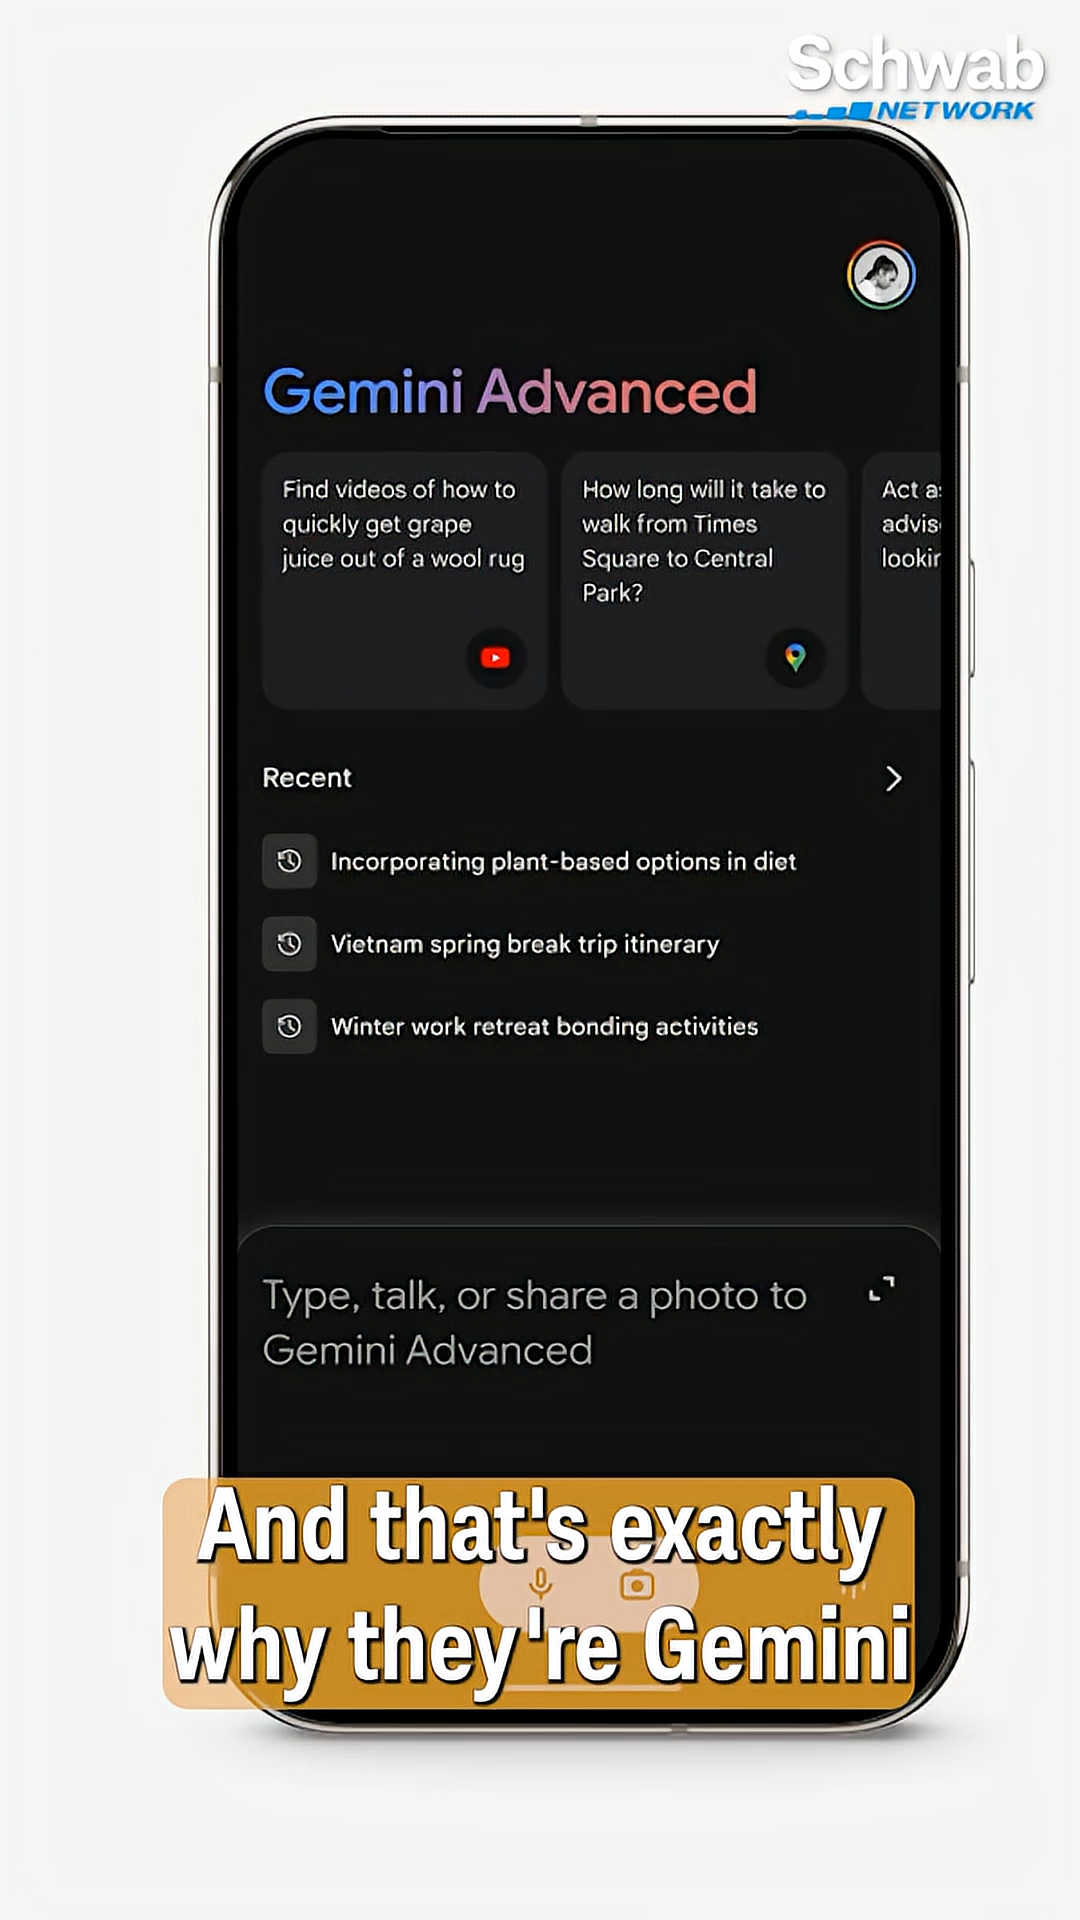 Schwab
NETWORK
Gemini Advanced
Find videos of how to
quickly get grape
juice out of a wool rug
How long will it take to
walk from Times
Square to Central
Park?
Act
Recent
Incorporating plant-based options in diet
Vietnam spring break trip itinerary
Winter work retreat bonding activities
Type, talk, or share a photo to
Gemini Advanced
And that's exactly
why they're Gemini